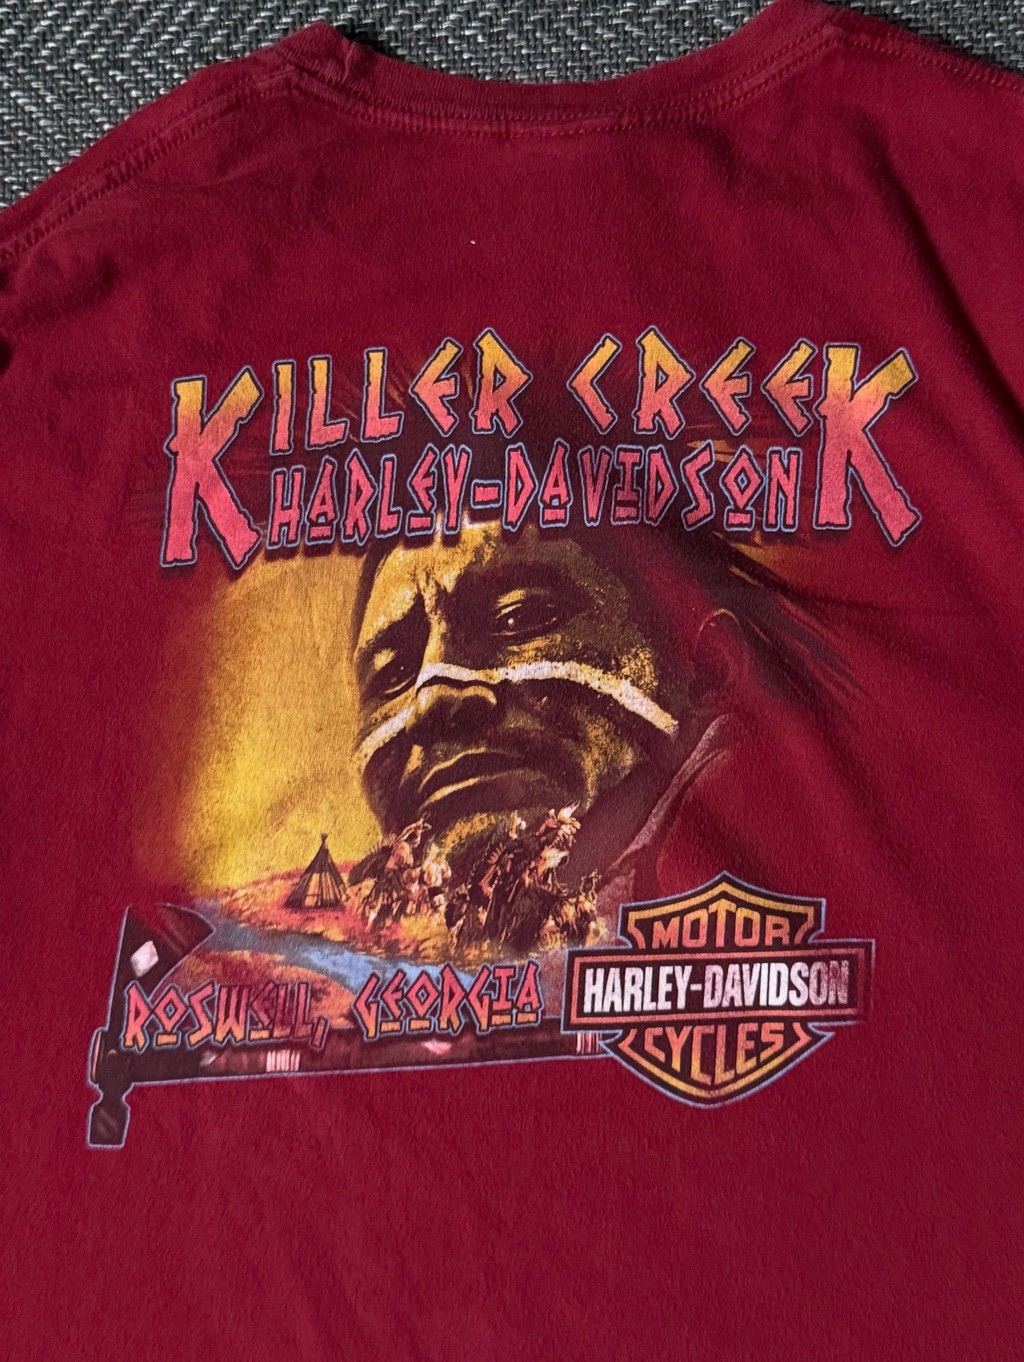 KILLER CREEK
HARLEY-DAVIDSON
ROSWELL, GEORGIA
MOTOR
HARLEY-DAVIDSON
CYCLES